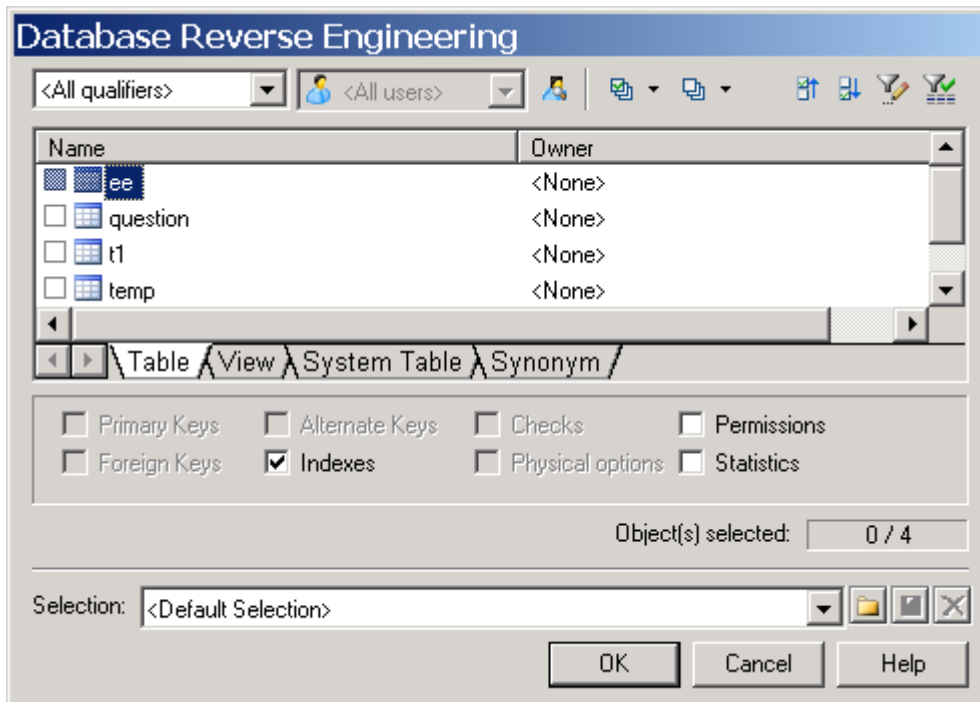 Database Reverse Engineering
<All qualifiers> <All users>
Name Owner
ee <None>
question <None>
t1 <None>
temp <None>
Table View System Table Synonym
Primary Keys Alternate Keys Checks Permissions
Foreign Keys Indexes Physical options Statistics
Object(s) selected: 0 / 4
Selection: <Default Selection>
OK Cancel Help